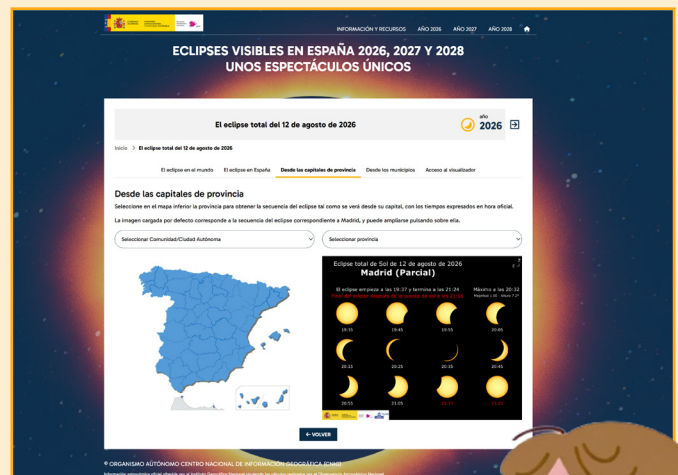 INFORMACIÓN Y RECURSOS AÑO 2026 AÑO 2027 AÑO 2028
ECLIPSES VISIBLES EN ESPAÑA 2026, 2027 Y 2028
UNOS ESPECTÁCULOS ÚNICOS
El eclipse total del 12 de agosto de 2026
año
2026
Inicio > El eclipse total del 12 de agosto de 2026
El eclipse en el mundo El eclipse en España Desde las capitales de provincia Desde los municipios Acceso al visualizador
Desde las capitales de provincia
Seleccione en el mapa inferior la provincia para obtener la secuencia del eclipse tal como se verá desde su capital, con los tiempos expresados en hora oficial.
La imagen cargada por defecto corresponde a la secuencia del eclipse correspondiente a Madrid, y puede ampliarse pulsando sobre ella.
Seleccionar Comunidad/Ciudad Autónoma
Seleccionar provincia
Eclipse total de Sol de 12 de agosto de 2026
Madrid (Parcial)
El eclipse empieza a las 19:37 y termina a las 21:24
Máximo a las 20:32
19:35 19:45 19:55 20:05
20:15 20:25 20:35 20:45
20:55 21:05
← VOLVER
© ORGANISMO AUTÓNOMO CENTRO NACIONAL DE INFORMACIÓN GEOGRÁFICA (CNIG)